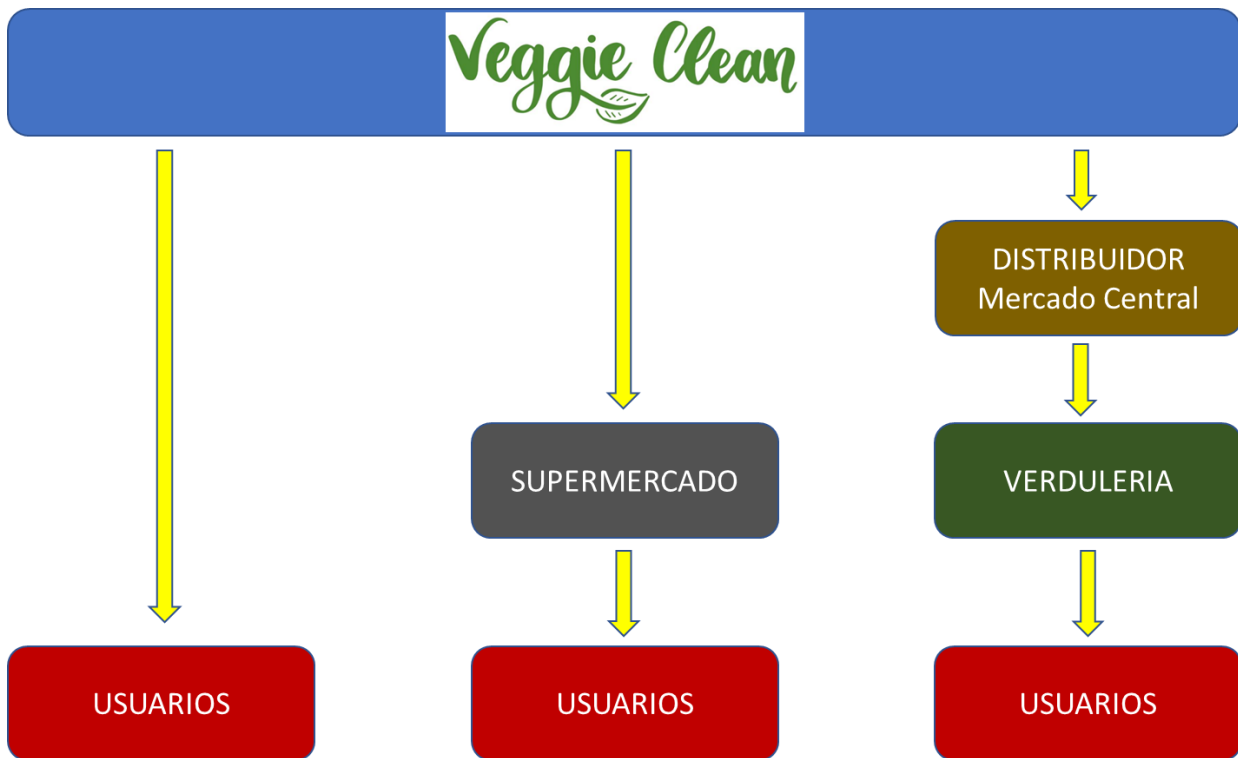 Veggie Clean
DISTRIBUIDOR
Mercado Central
SUPERMERCADO
VERDULERIA
USUARIOS
USUARIOS
USUARIOS